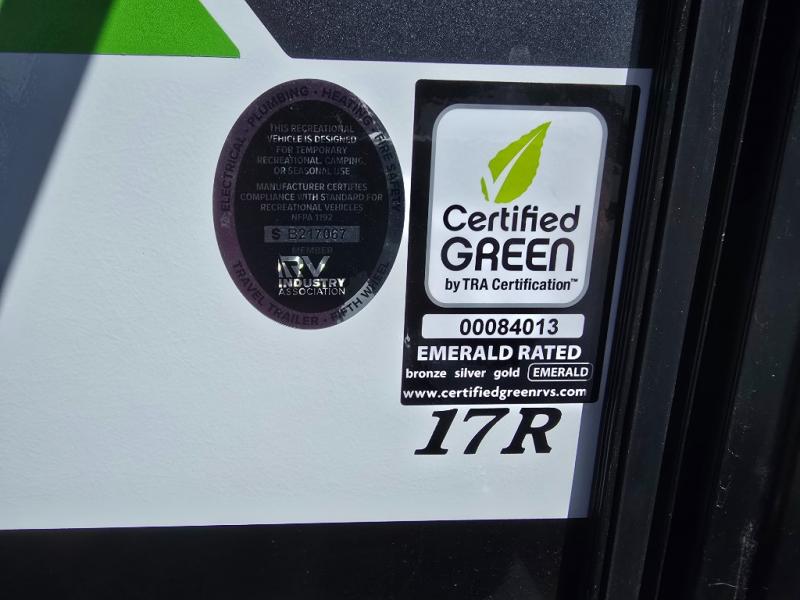 ELECTRICAL · PLUMBING · HEATING · FIRE SAFETY
THIS RECREATIONAL
VEHICLE IS DESIGNED
FOR TEMPORARY
RECREATIONAL, CAMPING,
OR SEASONAL USE
MANUFACTURER CERTIFIES
COMPLIANCE WITH STANDARD FOR
RECREATIONAL VEHICLES
NFPA 1192
S B217067
MEMBER
RV
INDUSTRY
ASSOCIATION
TRAVEL TRAILER · FIFTH WHEEL
Certified
GREEN
by TRA Certification™
00084013
EMERALD RATED
bronze silver gold EMERALD
www.certifiedgreenrvs.com
17R